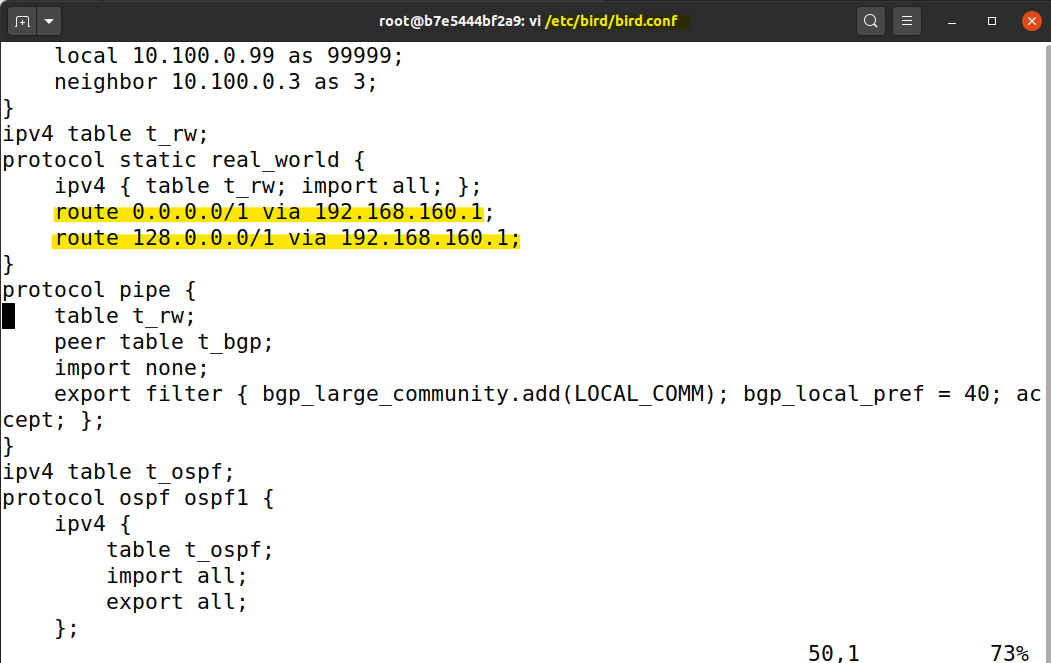 root@b7e5444bf2a9: vi /etc/bird/bird.conf
    local 10.100.0.99 as 99999;
    neighbor 10.100.0.3 as 3;
}
ipv4 table t_rw;
protocol static real_world {
    ipv4 { table t_rw; import all; };
    route 0.0.0.0/1 via 192.168.160.1;
    route 128.0.0.0/1 via 192.168.160.1;
}
protocol pipe {
    table t_rw;
    peer table t_bgp;
    import none;
    export filter { bgp_large_community.add(LOCAL_COMM); bgp_local_pref = 40; ac
cept; };
}
ipv4 table t_ospf;
protocol ospf ospf1 {
    ipv4 {
        table t_ospf;
        import all;
        export all;
    };
50,1 73%